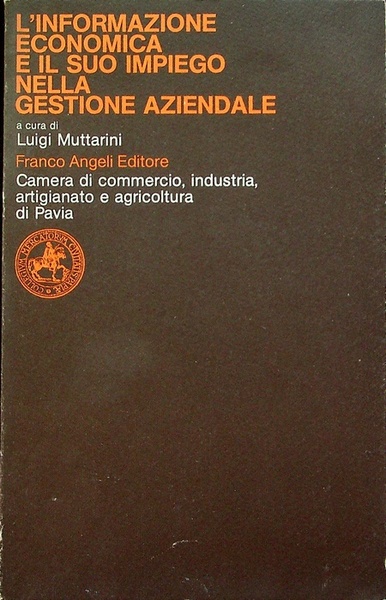 L'INFORMAZIONE
ECONOMICA
E IL SUO IMPIEGO
NELLA
GESTIONE AZIENDALE
a cura di
Luigi Muttarini
Franco Angeli Editore
Camera di commercio, industria,
artigianato e agricoltura
di Pavia
MERCATORUM